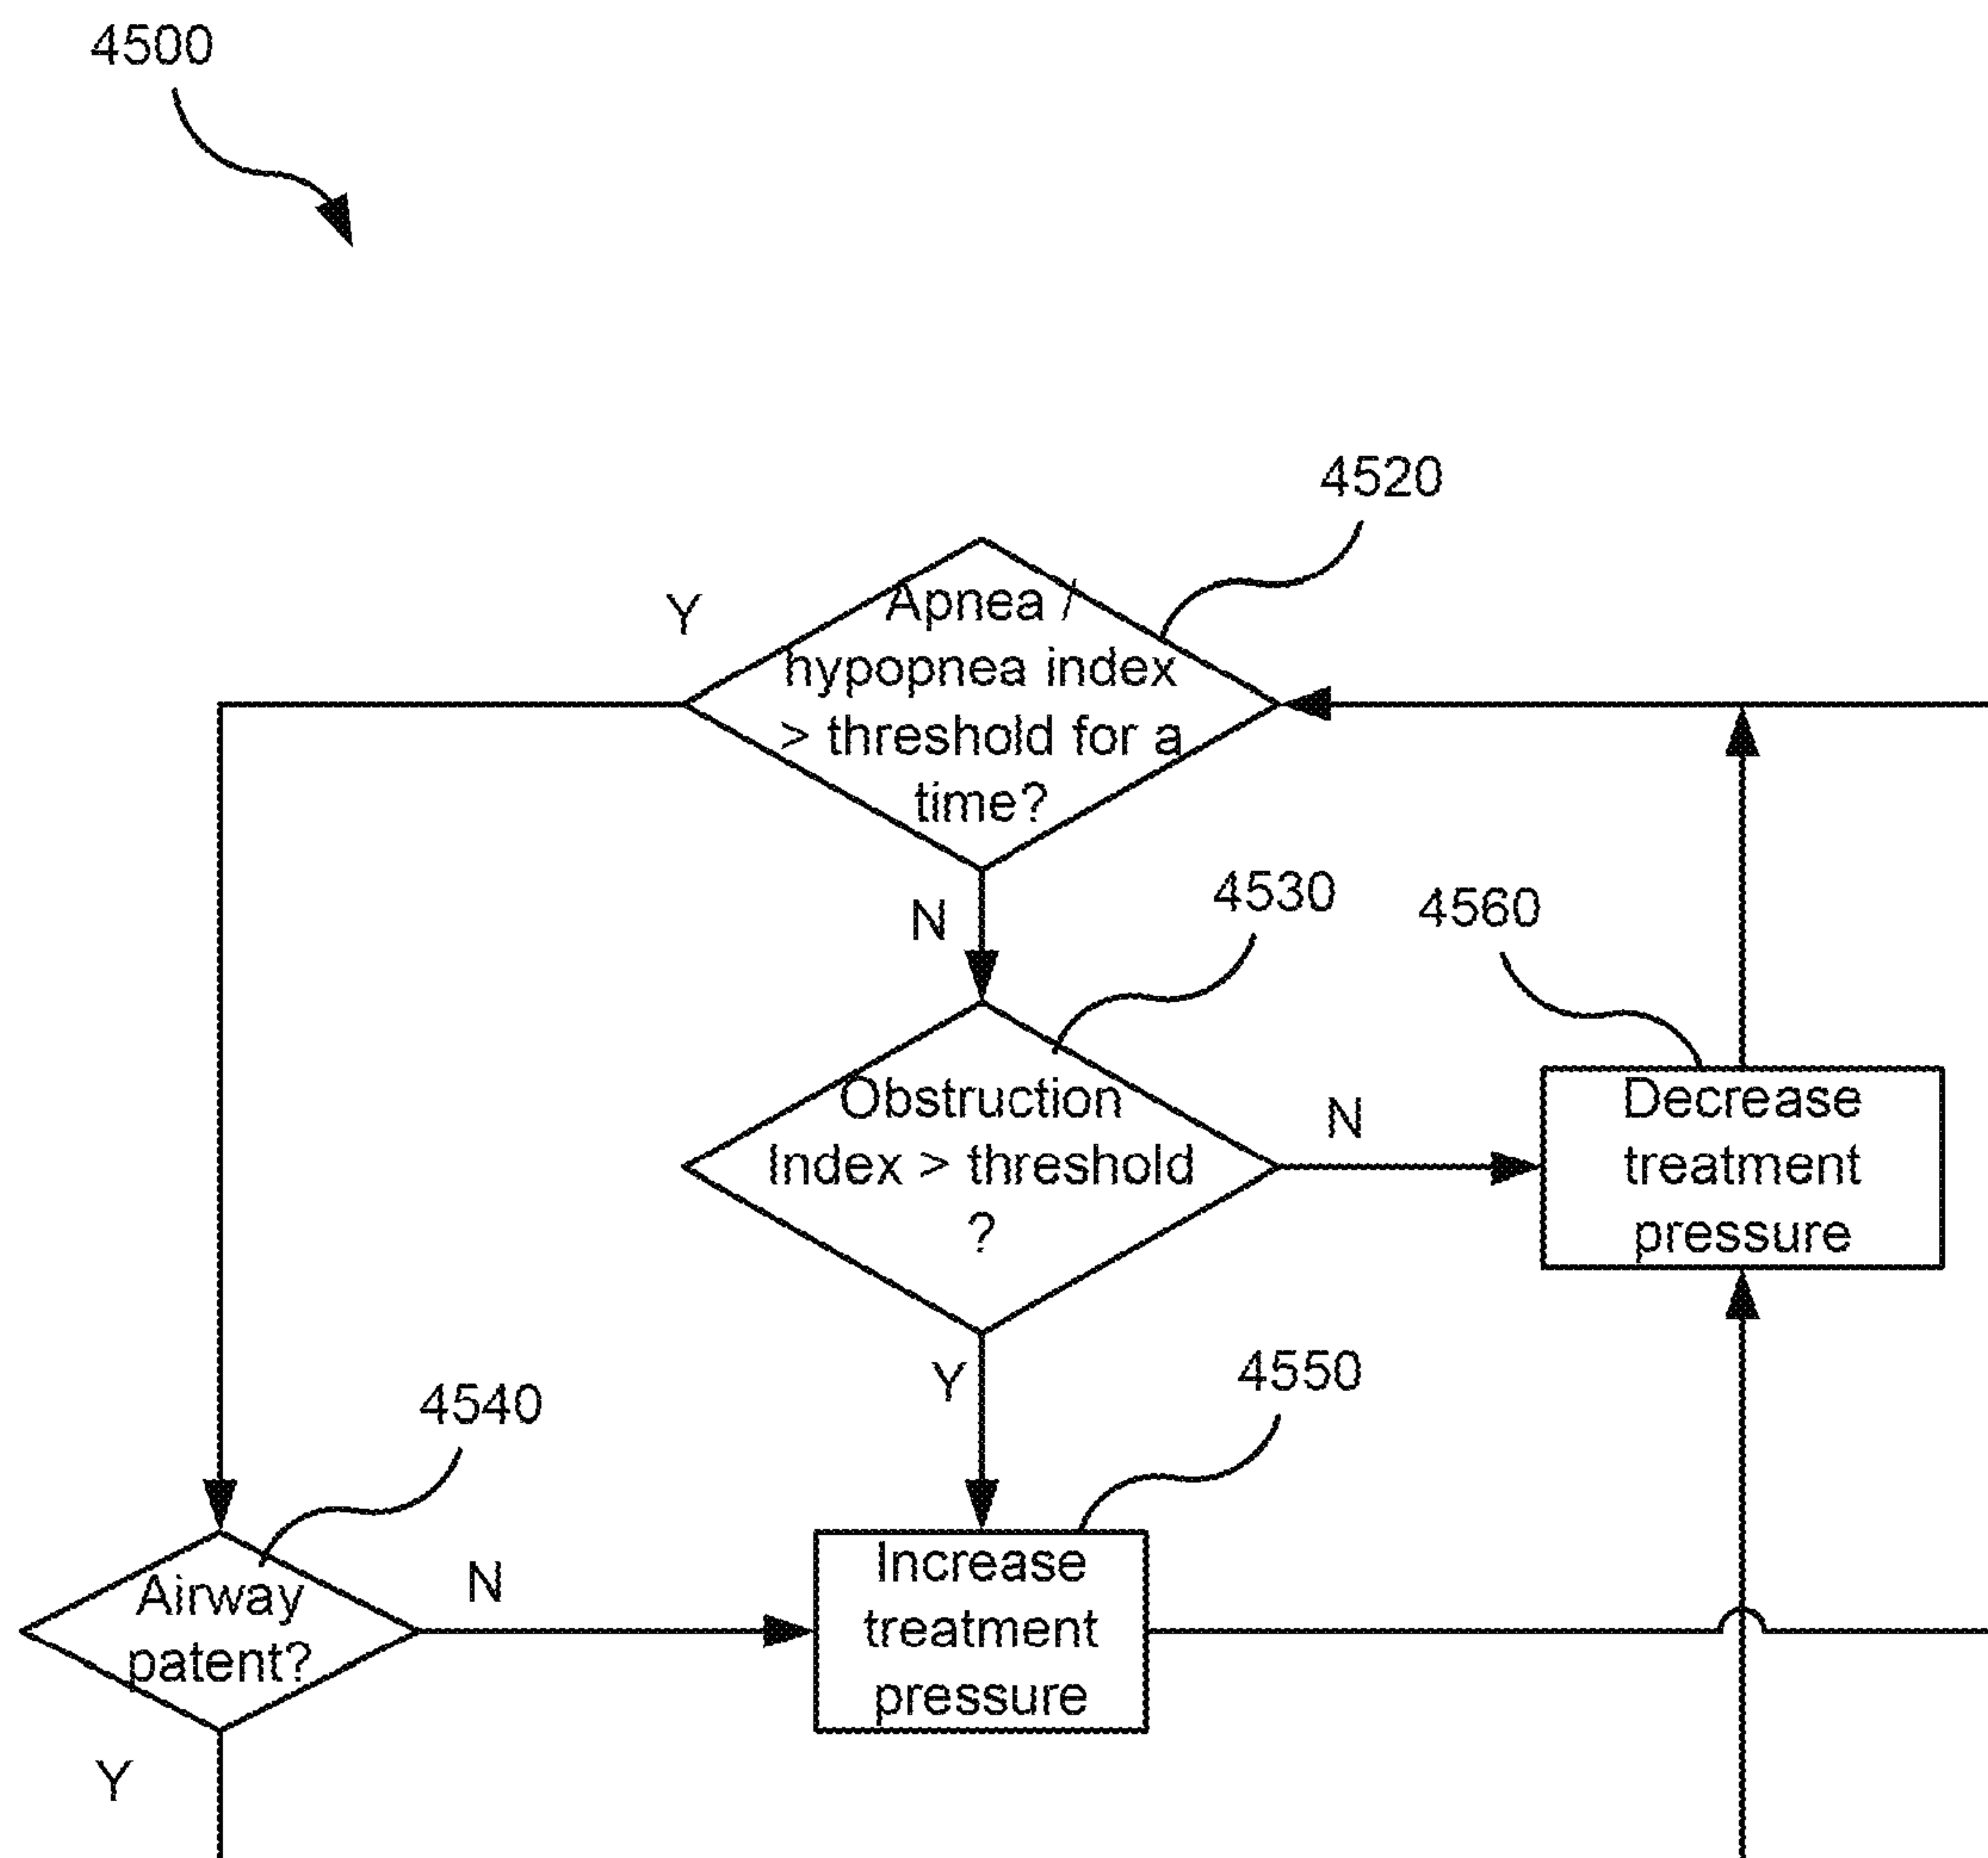 4500
4520
Y
Apnea /
hypopnea index
> threshold for a
time?
N
4530
4560
Obstruction
Index > threshold
?
N
Decrease
treatment
pressure
Y
4550
4540
Airway
patent?
N
Increase
treatment
pressure
Y